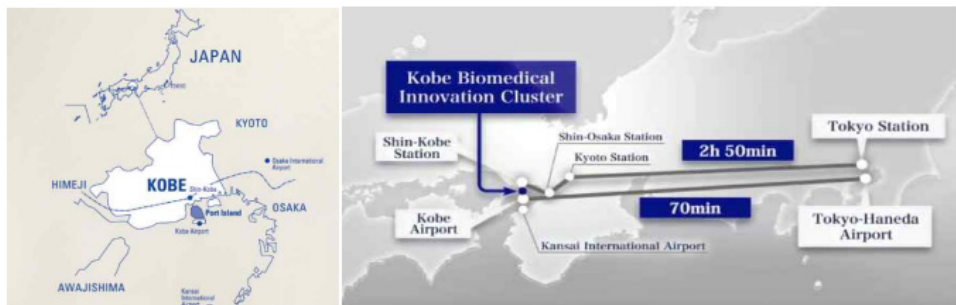 JAPAN
TOKYO
KYOTO
Osaka International
Airport
HIMEJI
KOBE
Shin-Kobe
Port Island
OSAKA
Kobe Airport
AWAJISHIMA
Kansai
International
Airport
Kobe Biomedical
Innovation Cluster
Shin-Kobe
Station
Shin-Osaka Station
Kyoto Station
2h 50min
Tokyo Station
Kobe
Airport
70min
Tokyo-Haneda
Airport
Kansai International Airport